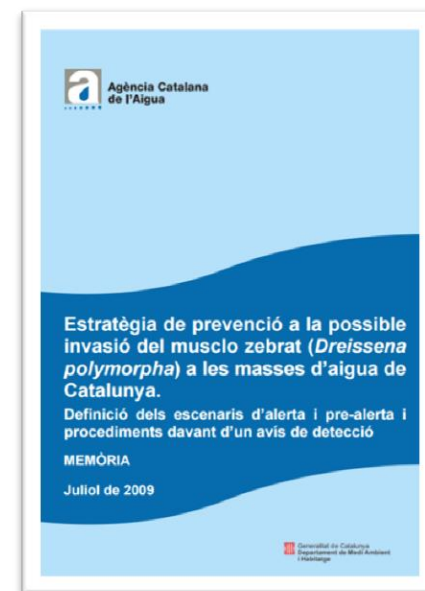 Agència Catalana
de l'Aigua
Estratègia de prevenció a la possible
invasió del musclo zebrat (Dreissena
polymorpha) a les masses d'aigua de
Catalunya.
Definició dels escenaris d'alerta i pre-alerta i
procediments davant d'un avís de detecció
MEMÒRIA
Juliol de 2009
Generalitat de Catalunya
Departament de Medi Ambient
i Habitatge